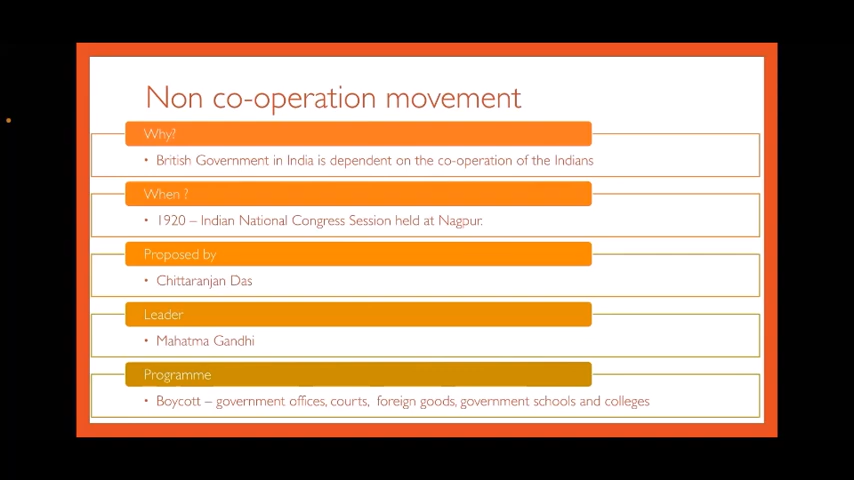 Non co-operation movement
Why?
• British Government in India is dependent on the co-operation of the Indians
When ?
• 1920 – Indian National Congress Session held at Nagpur.
Proposed by
• Chittaranjan Das
Leader
• Mahatma Gandhi
Programme
• Boycott – government offices, courts, foreign goods, government schools and colleges